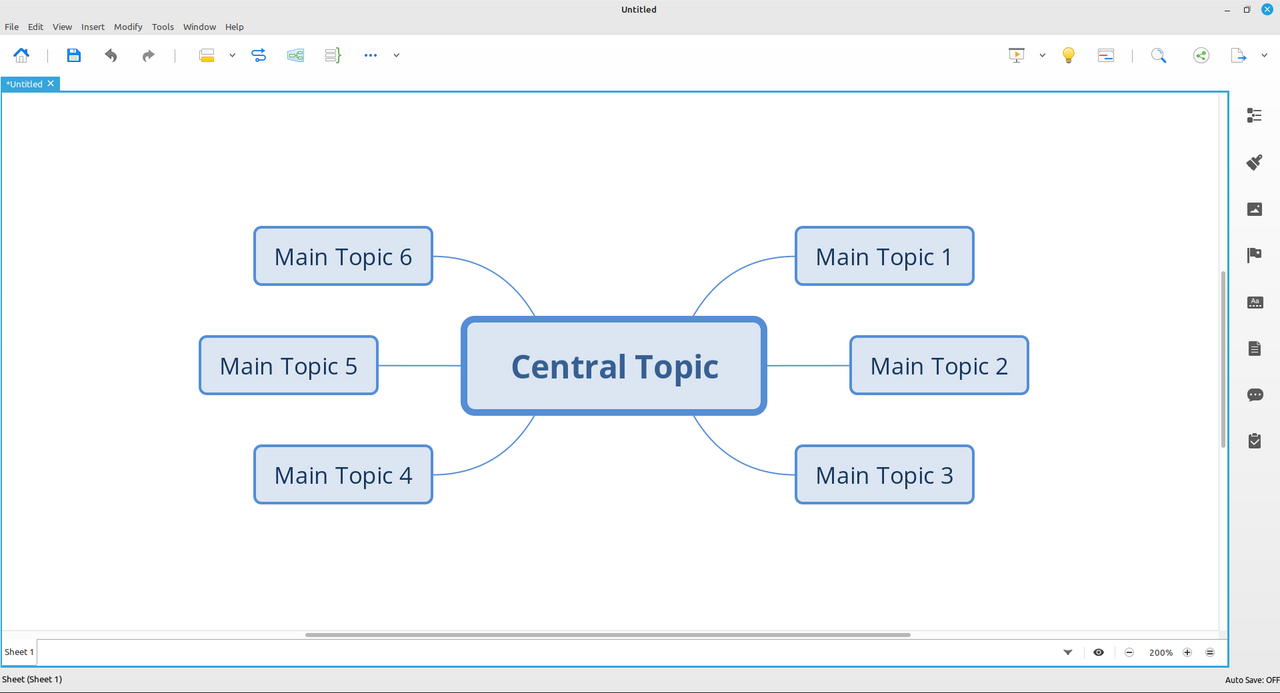 Untitled
File Edit View Insert Modify Tools Window Help
*Untitled
Main Topic 6
Main Topic 1
Aa
Central Topic
Main Topic 5
Main Topic 2
Main Topic 4
Main Topic 3
Sheet 1
200%
Sheet (Sheet 1)
Auto Save: OFF